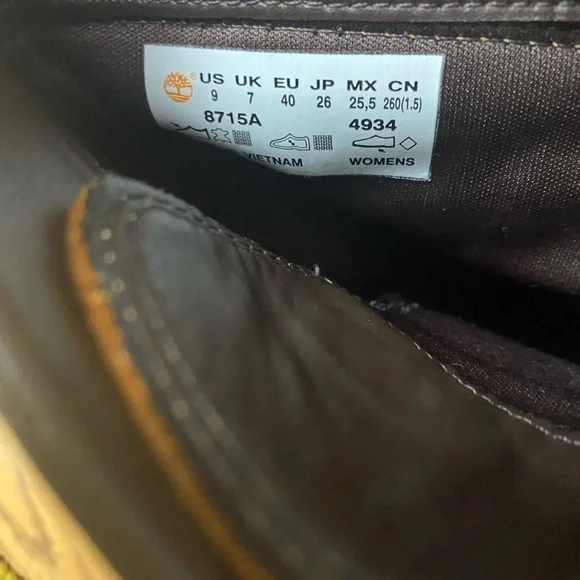 US UK EU JP MX CN
9 7 40 26 25,5 260(1.5)
8715A 4934
VIETNAM WOMENS